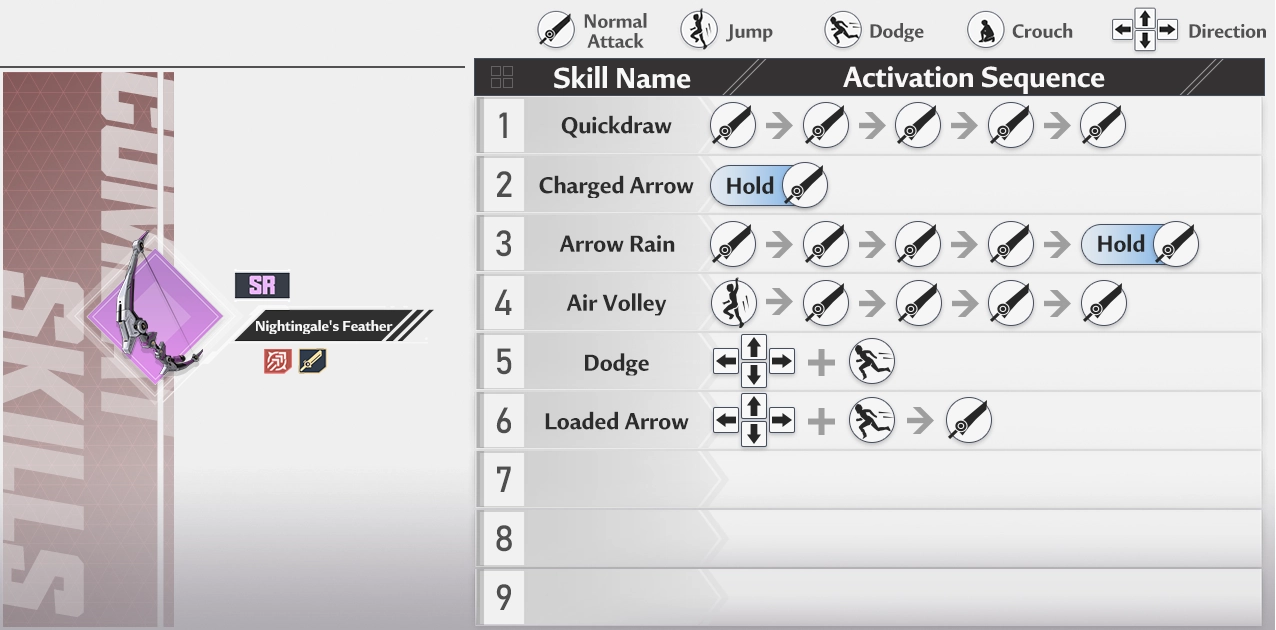 Normal
Attack
Jump
Dodge
Crouch
Direction
Skill Name
Activation Sequence
1 Quickdraw
2 Charged Arrow Hold
3 Arrow Rain Hold
4 Air Volley
5 Dodge
6 Loaded Arrow
7
8
9
SR
Nightingale's Feather
SKILLS